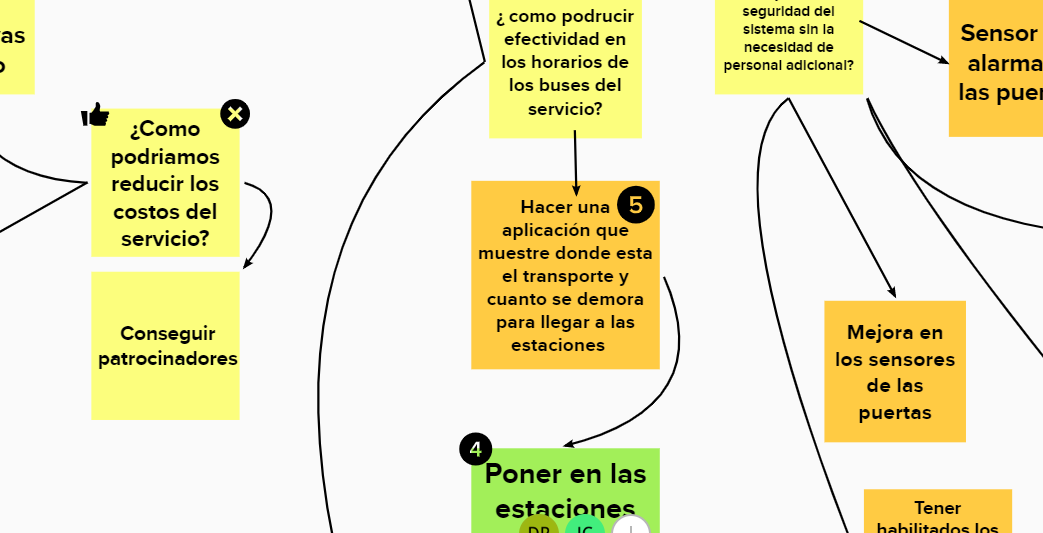 ¿Como
podriamos
reducir los
costos del
servicio?
Conseguir
patrocinadores
¿ como podrucir
efectividad en
los horarios de
los buses del
servicio?
Hacer una
aplicación que
muestre donde esta
el transporte y
cuanto se demora
para llegar a las
estaciones
5
4
Poner en las
estaciones
seguridad del
sistema sin la
necesidad de
personal adicional?
Sensor
alarma
las puer
Mejora en
los sensores
de las
puertas
Tener
habilitados los